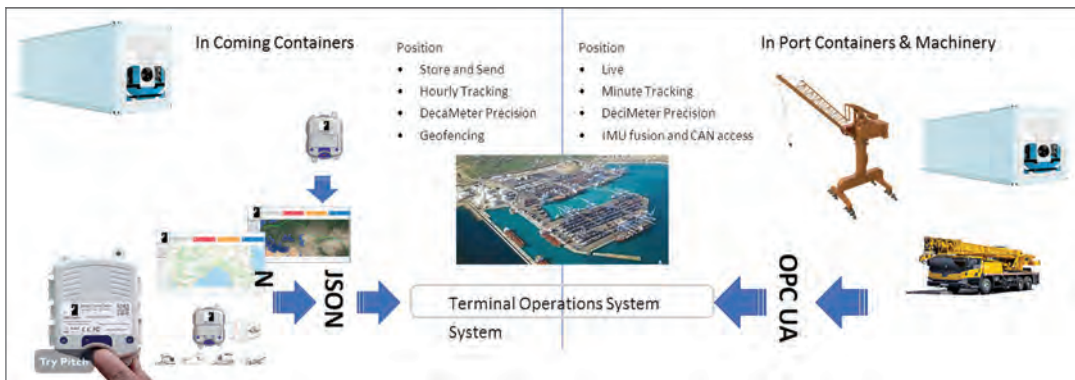 In Coming Containers
Position
• Store and Send
• Hourly Tracking
• DecaMeter Precision
• Geofencing
Position
• Live
• Minute Tracking
• DeciMeter Precision
• IMU fusion and CAN access
In Port Containers & Machinery
N
JSON
Terminal Operations System
System
OPC UA
Try Pitch